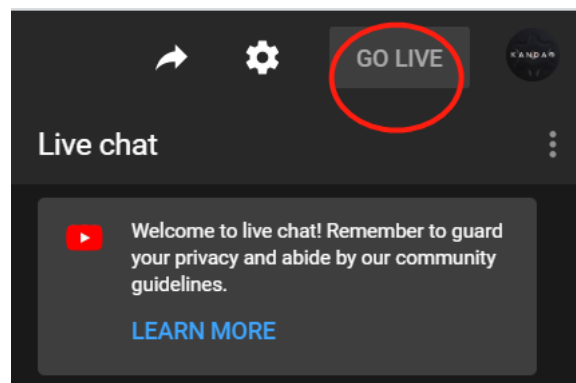 GO LIVE
KANDAO
Live chat
Welcome to live chat! Remember to guard
your privacy and abide by our community
guidelines.
LEARN MORE